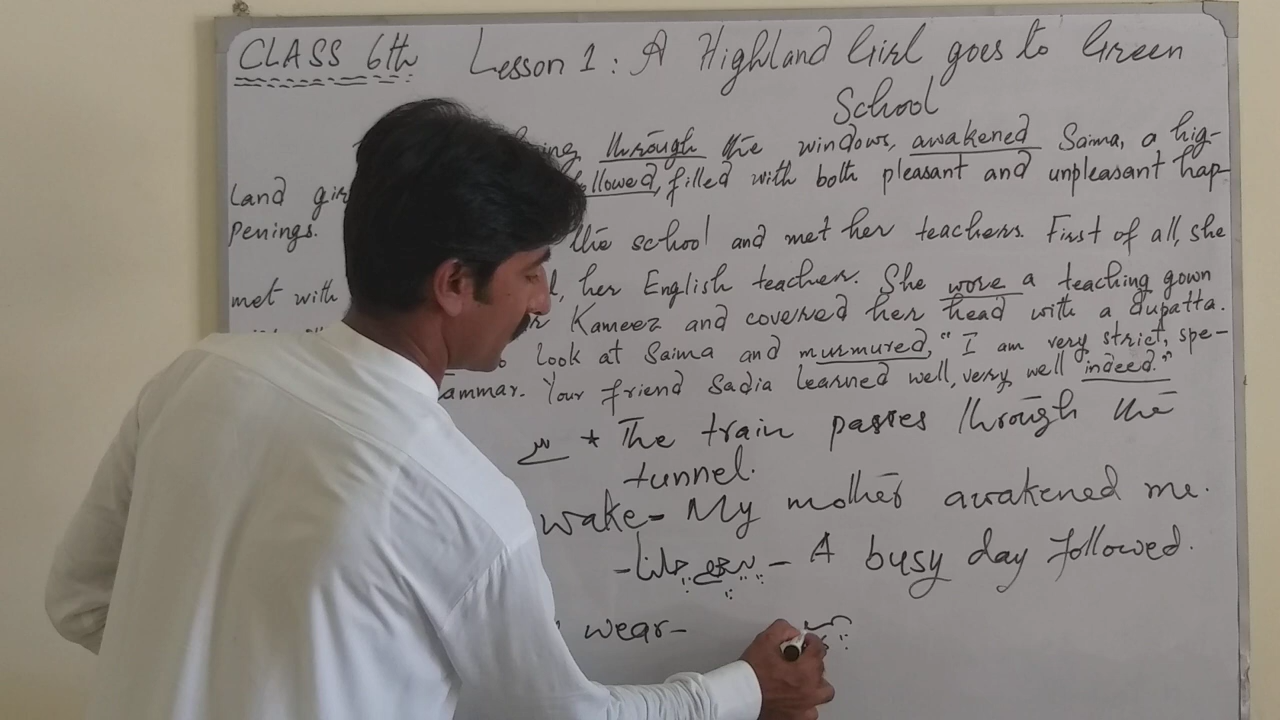 CLASS 6th Lesson 1: A Highland Girl goes to Green
School
through the windows, awakened Saima, a hig-
land followed, filled with both pleasant and unpleasant hap-
penings. the school and met her teachers. First of all, she
met with her English teacher. She wore a teaching gown
Kameez and covered her head with a dupatta.
look at Saima and murmured, "I am very strict, spe-
ammar. Your friend Sadia learned well, very well indeed."
سے * The train passes through the
tunnel.
wake - My mother awakened me.
- پیچھے جانا - A busy day followed.
wear -